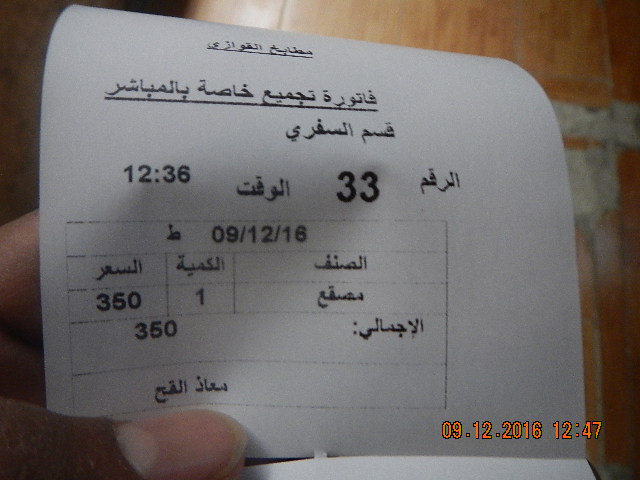 مطابخ الفوازي
فاتورة تجميع خاصة بالمباشر
قسم السفري
الرقم 33 الوقت 12:36
09/12/16 ط
الصنف الكمية السعر
مصقع 1 350
الإجمالي: 350
معاذ القح
09.12.2016 12:47